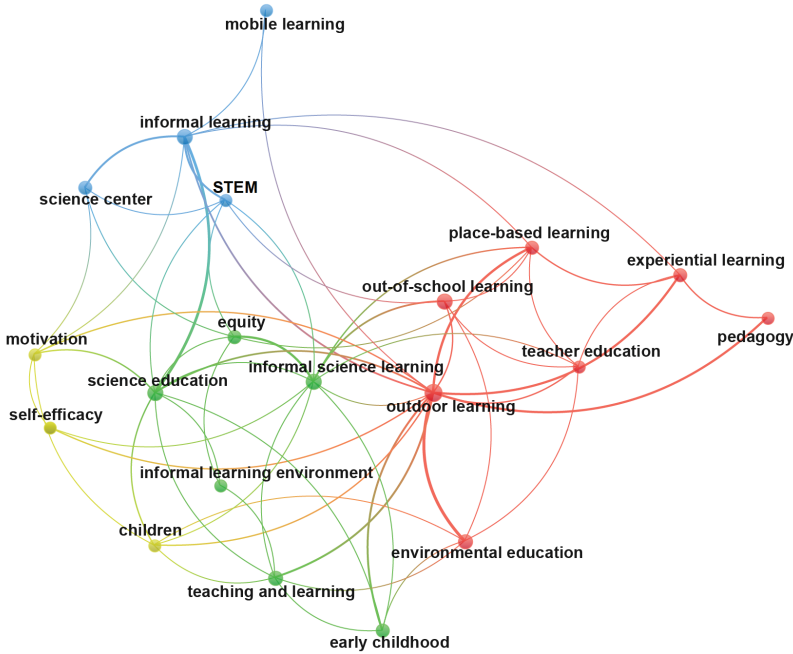 mobile learning
informal learning
STEM
science center
place-based learning
experiential learning
out-of-school learning
equity
pedagogy
motivation
teacher education
informal science learning
science education
outdoor learning
self-efficacy
informal learning environment
children
environmental education
teaching and learning
early childhood